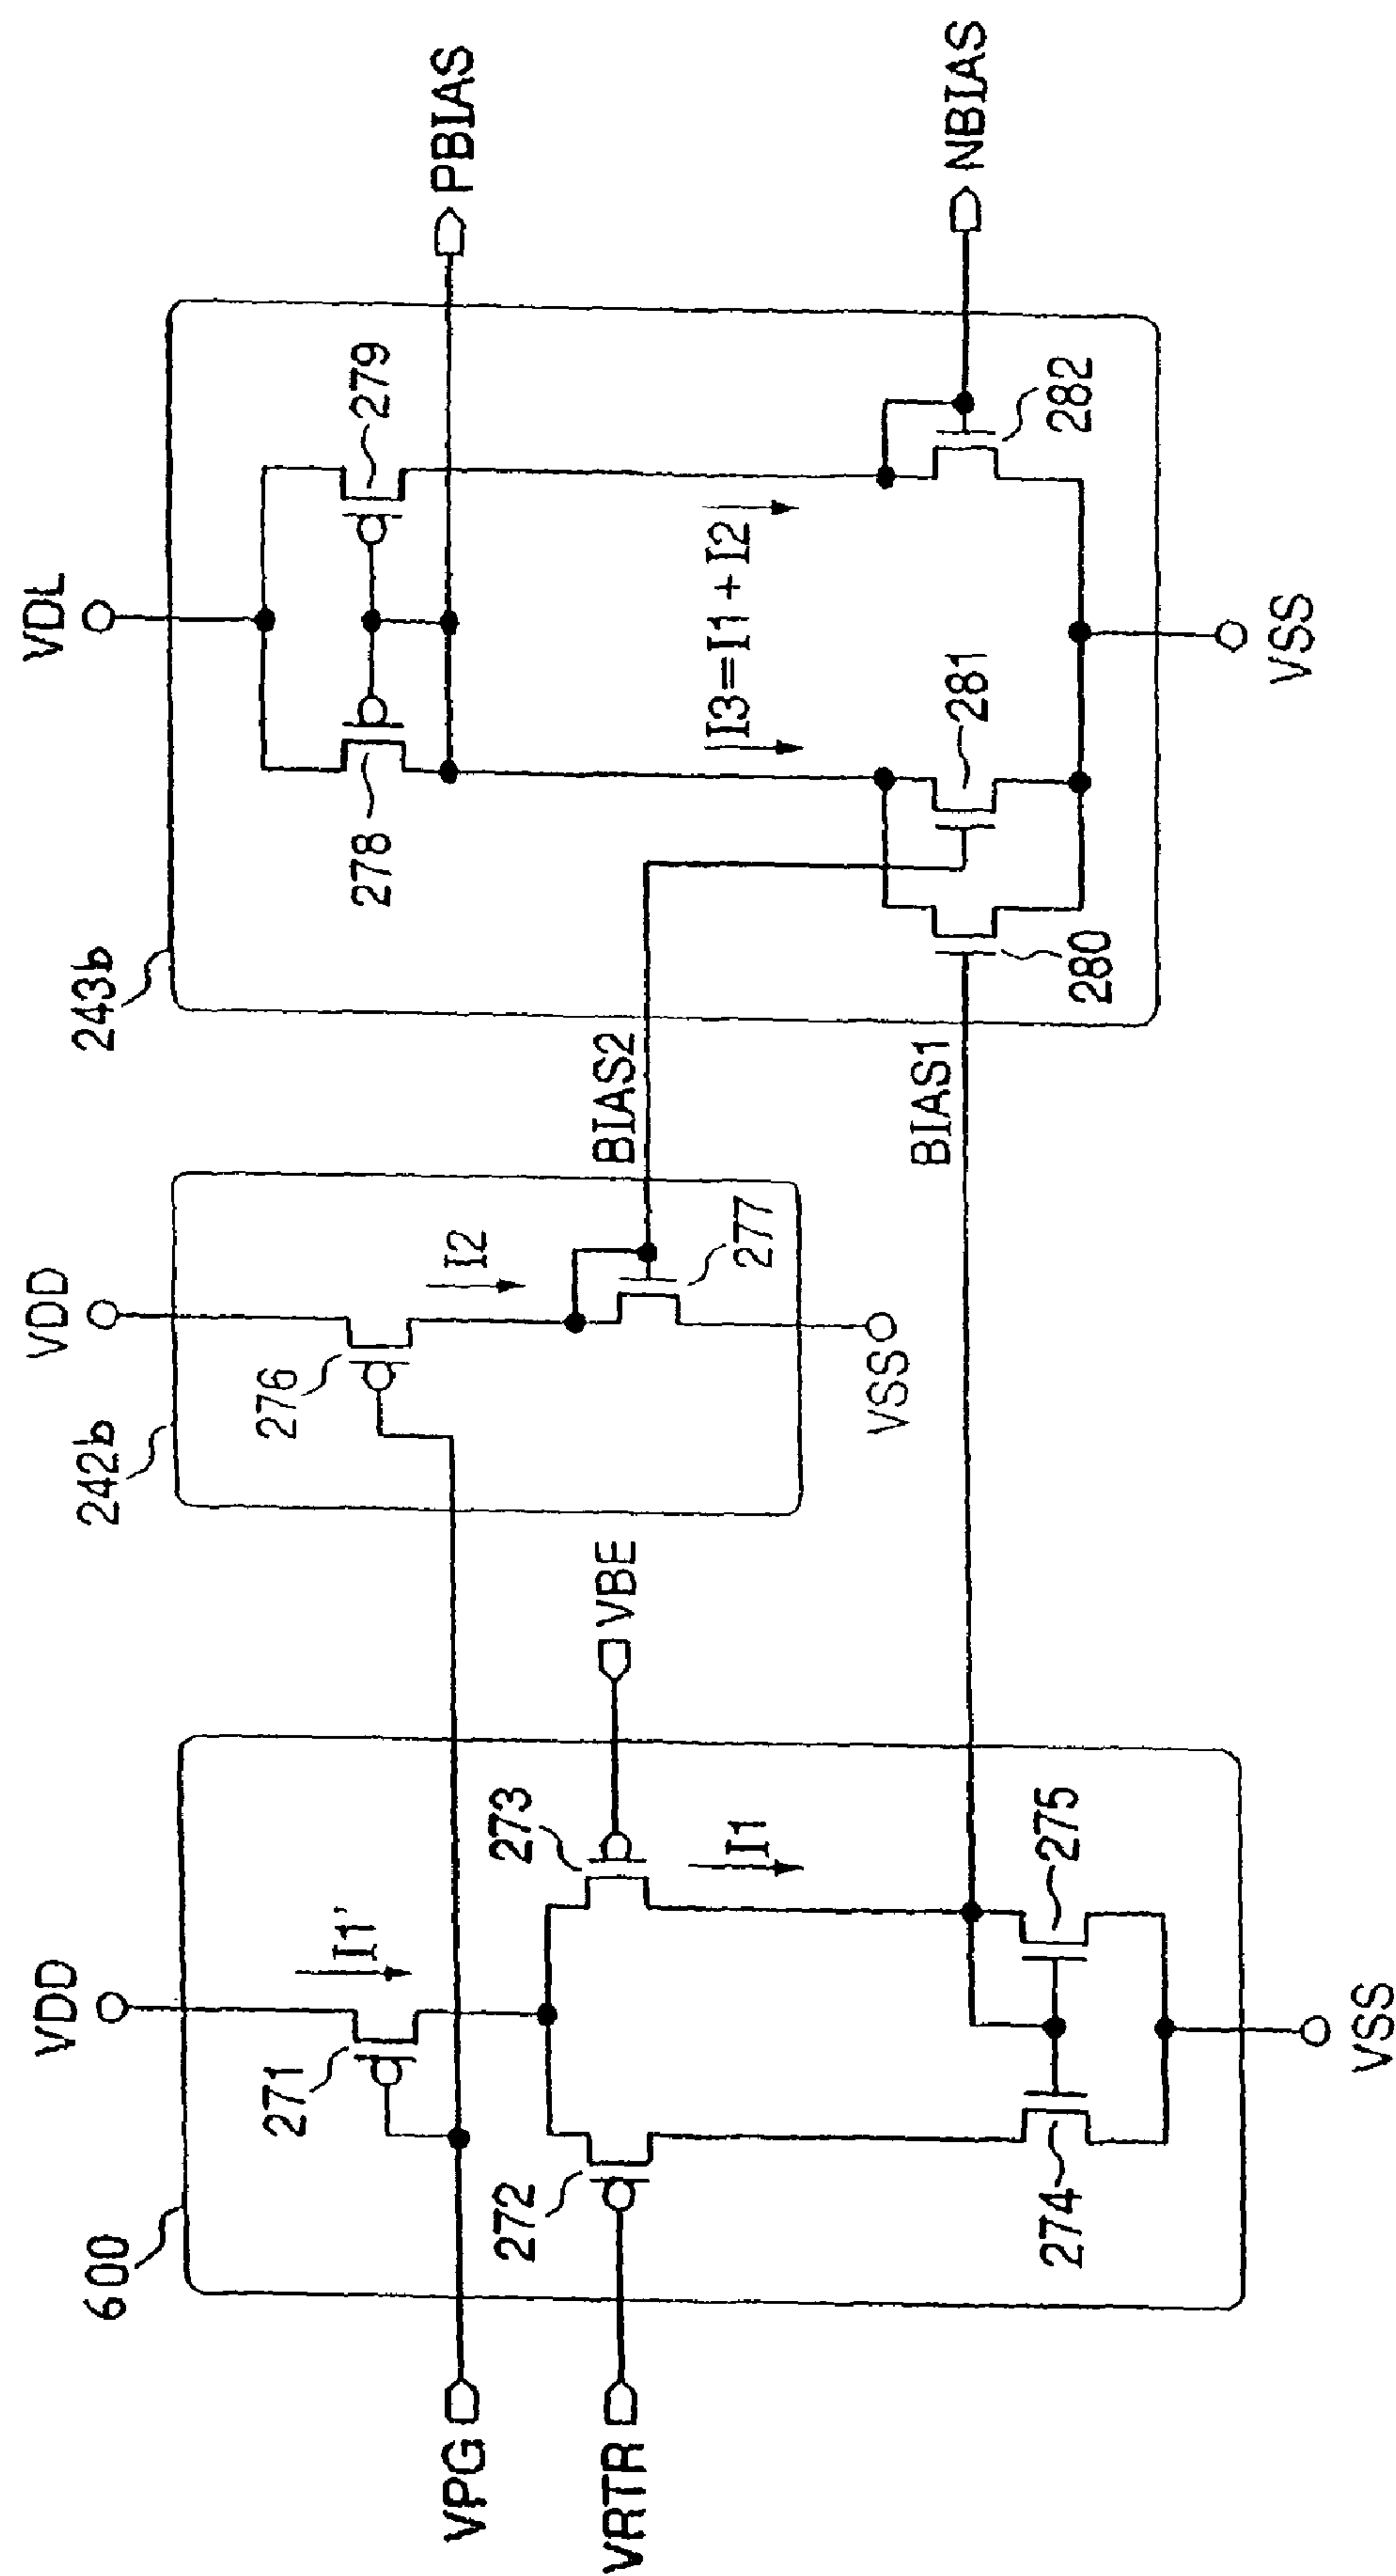 VDD
VDD
VDL
600
242b
243b
271
I1'
276
I2
278
279
VPG
PBIAS
272
273
VBE
VRTR
BIAS2
277
I1
I3=I1+I2
BIAS1
NBIAS
VSS
274
275
280
281
282
VSS
VSS